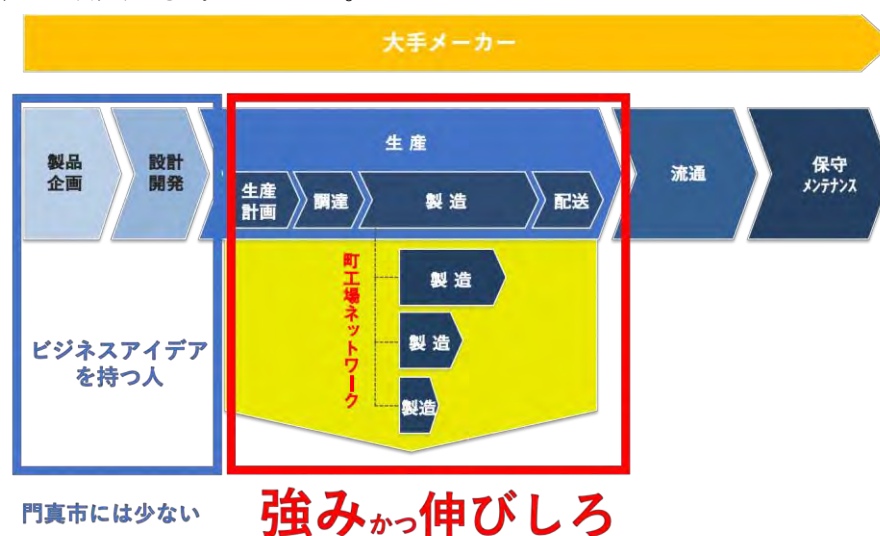 大手メーカー
製品
企画
設計
開発
生産
生産
計画
調達
製造
配送
流通
保守
メンテナンス
町工場ネットワーク
製造
製造
製造
ビジネスアイデア
を持つ人
門真市には少ない
強みかつ伸びしろ